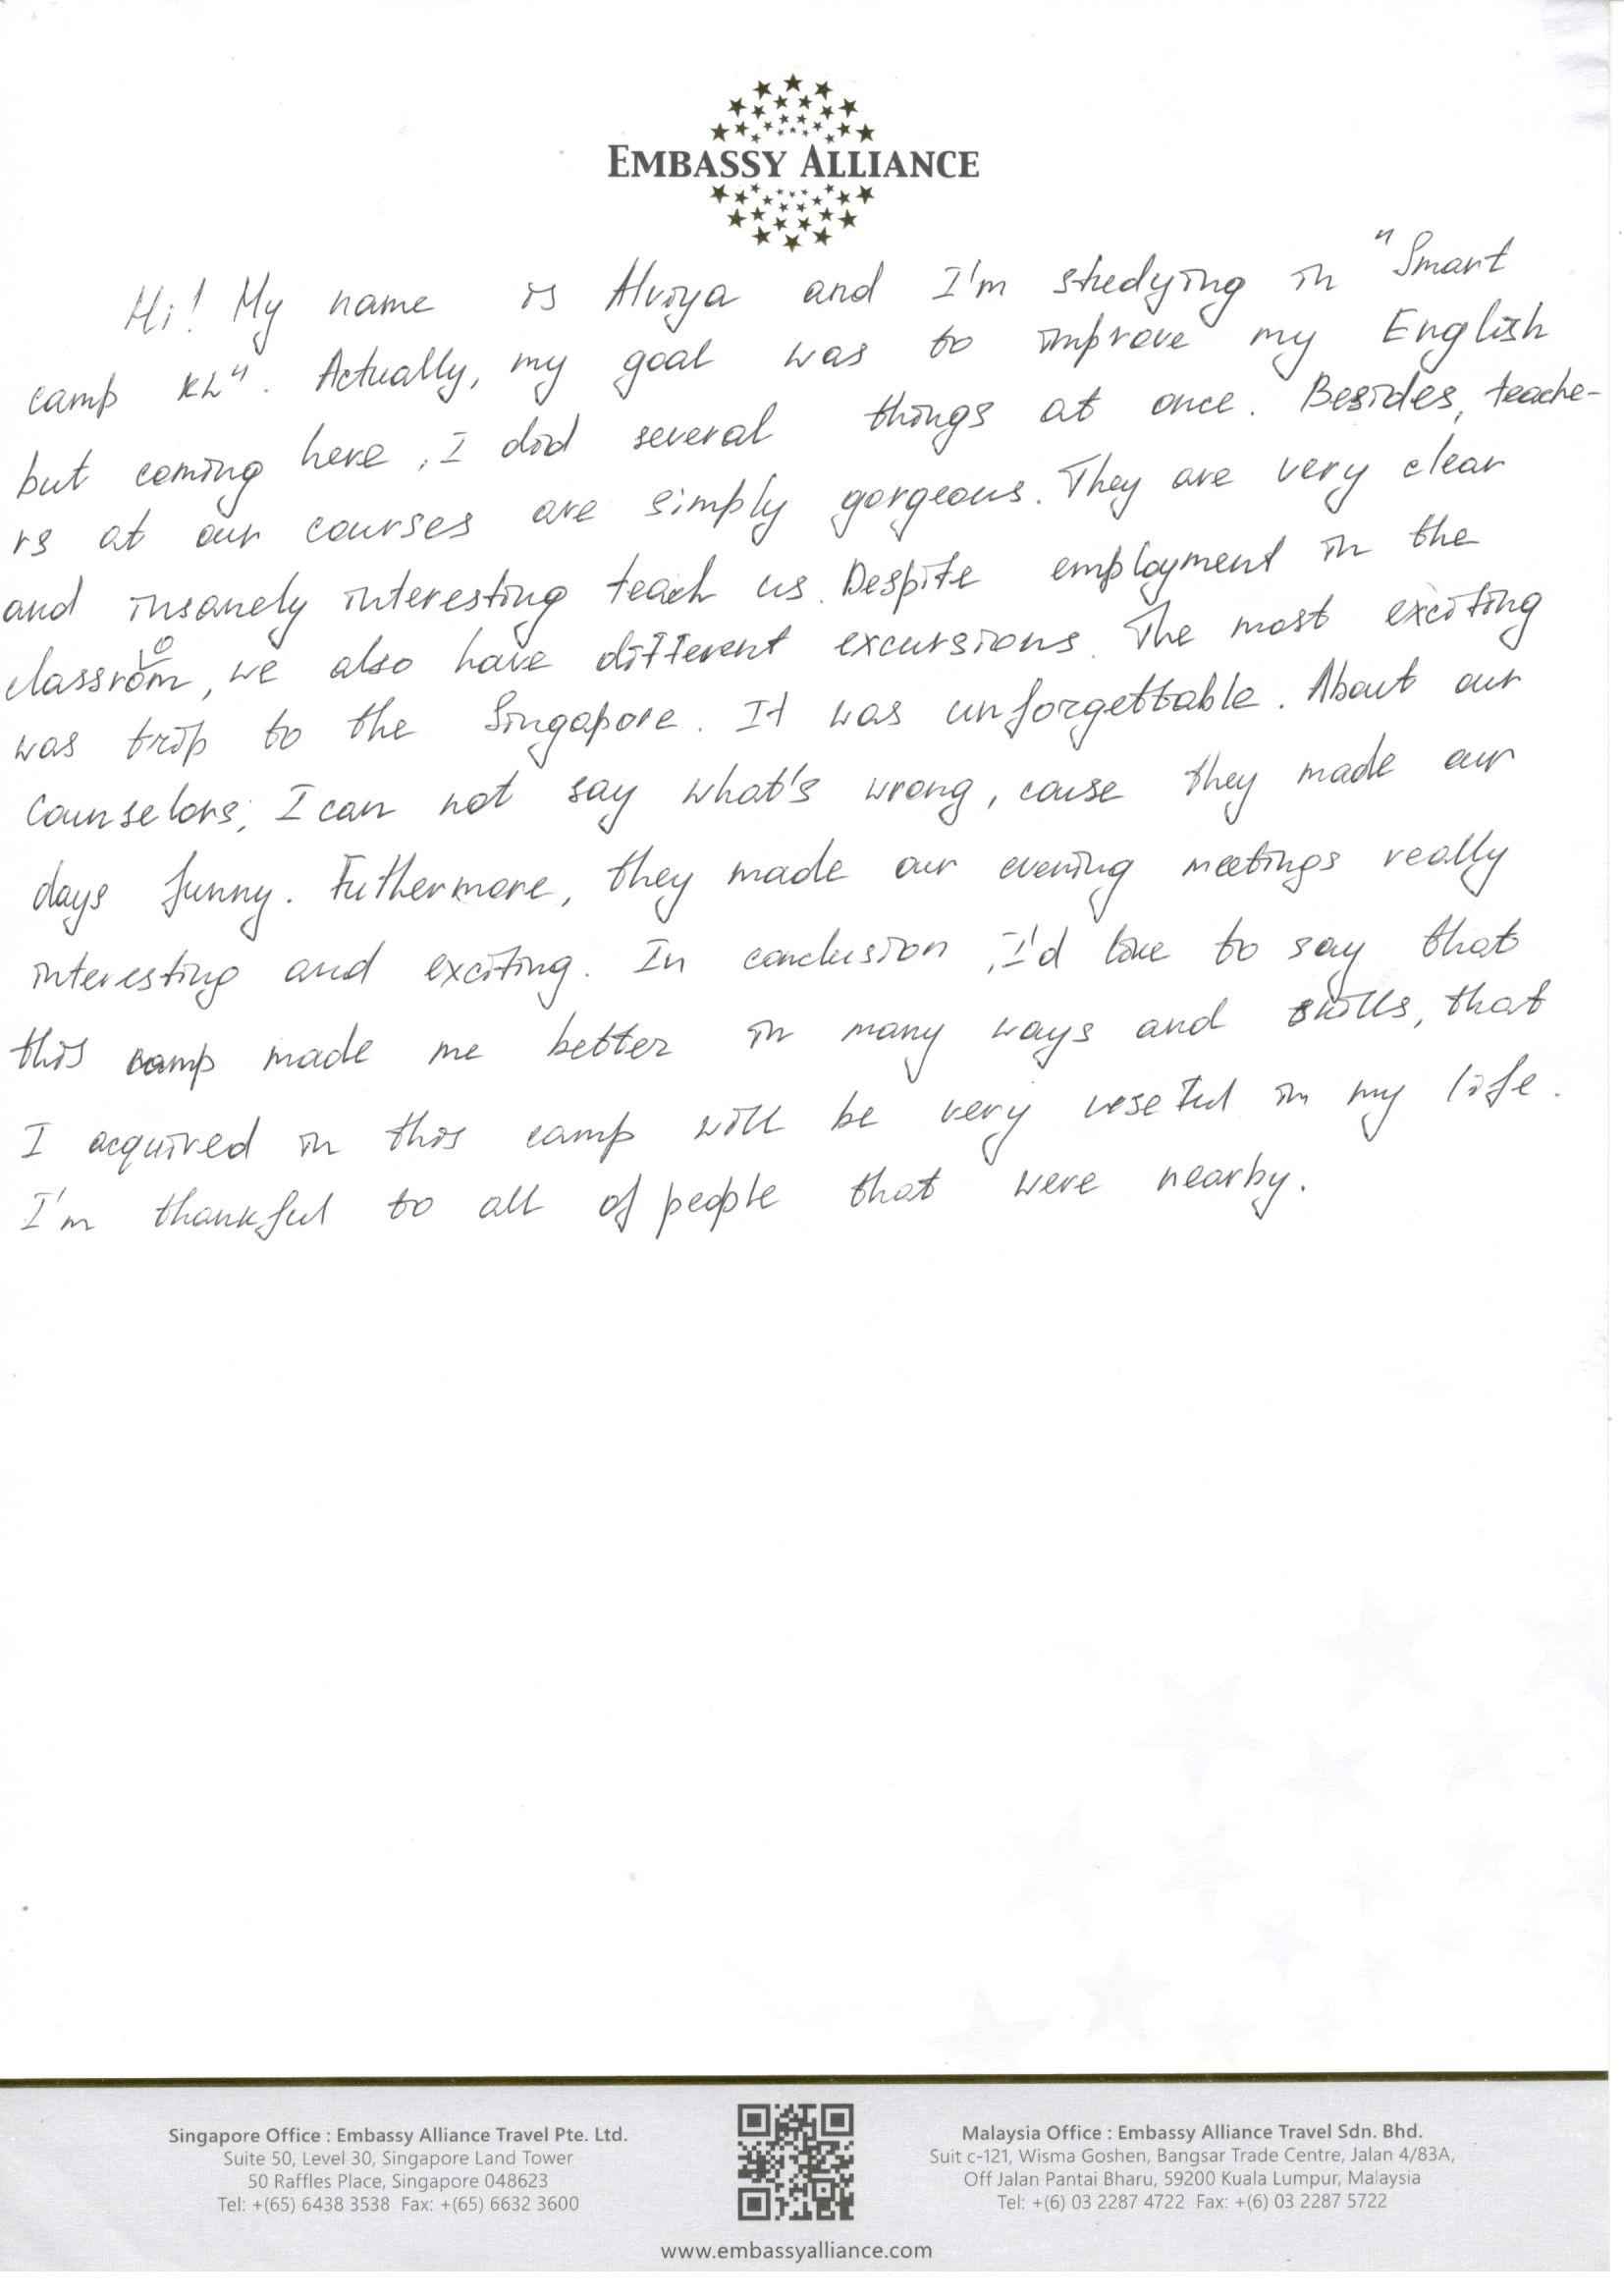 EMBASSY ALLIANCE
Hi! My name is Alviya and I'm studying in "Smart
camp KL". Actually, my goal was to improve my English
but coming here, I did several things at once. Besides, teache-
rs at our courses are simply gorgeous. They are very clear
and insanely interesting teach us. Despite employment in the
classroom, we also have different excursions. The most exciting
was trip to the Singapore. It was unforgettable. About our
counselors, I can not say what's wrong, cause they made our
days funny. Futhermore, they made our evening meetings really
interesting and exciting. In conclusion, I'd like to say that
this camp made me better in many ways and skills, that
I acquired in this camp will be very useful in my life.
I'm thankful to all of people that were nearby.
Singapore Office : Embassy Alliance Travel Pte. Ltd.
Suite 50, Level 30, Singapore Land Tower
50 Raffles Place, Singapore 048623
Tel: +(65) 6438 3538 Fax: +(65) 6632 3600
Malaysia Office : Embassy Alliance Travel Sdn. Bhd.
Suit c-121, Wisma Goshen, Bangsar Trade Centre, Jalan 4/83A,
Off Jalan Pantai Bharu, 59200 Kuala Lumpur, Malaysia
Tel: +(6) 03 2287 4722 Fax: +(6) 03 2287 5722
www.embassyalliance.com